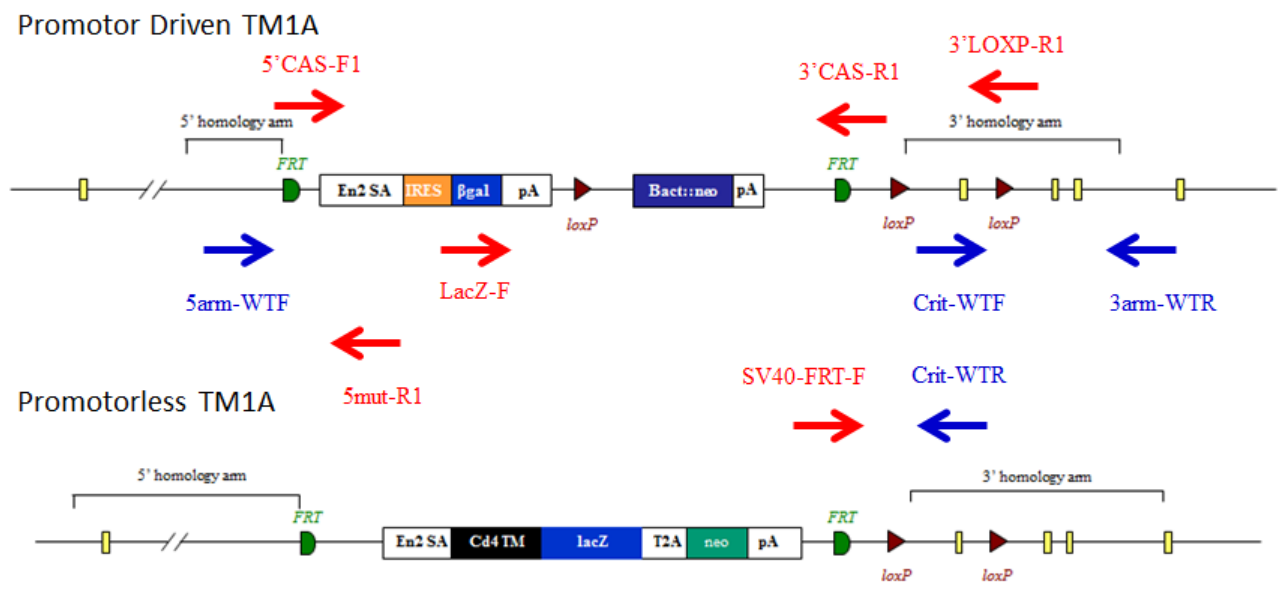 Promotor Driven TM1A
5'CAS-F1
3'CAS-R1
3'LOXP-R1
5' homology arm
3' homology arm
FRT
FRT
En2 SA
IRES
βgal
pA
Bact::neo
pA
loxP
loxP
loxP
5arm-WTF
LacZ-F
Crit-WTF
3arm-WTR
5mut-R1
SV40-FRT-F
Crit-WTR
Promotorless TM1A
5' homology arm
3' homology arm
FRT
FRT
En2 SA
Cd4 TM
lacZ
T2A
neo
pA
loxP
loxP